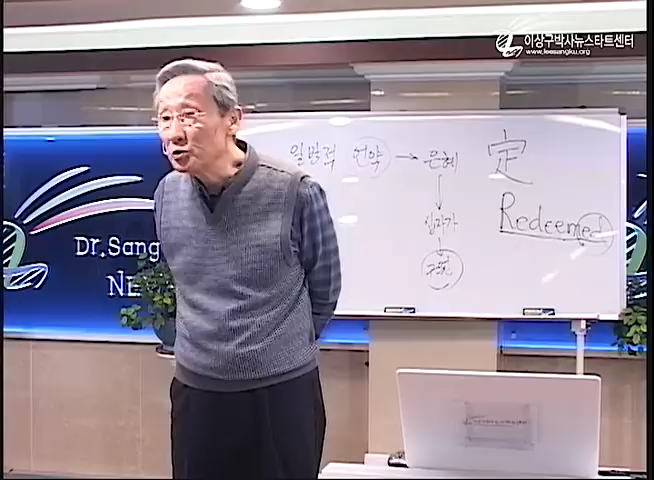 이상구박사뉴스타트센터
www.leesangku.org
일방적 언약 → 은혜
定
십자가
구원
Redeemed
Dr.Sang
NE